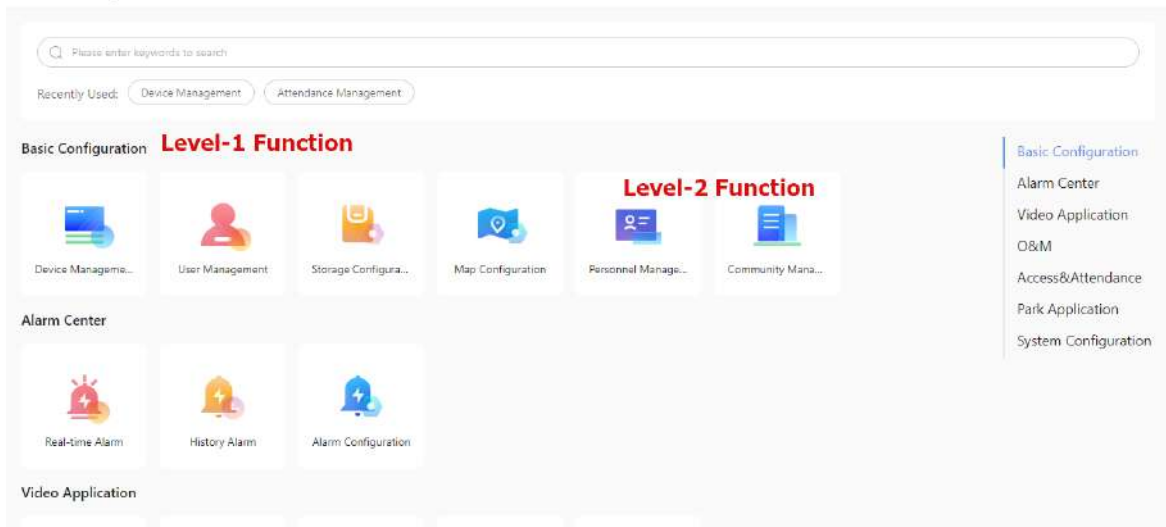 Please enter keywords to search
Recently Used: Device Management Attendance Management
Basic Configuration Level-1 Function
Level-2 Function
Device Manageme...
User Management
Storage Configura...
Map Configuration
Personnel Manage...
Community Mana...
Alarm Center
Real-time Alarm
History Alarm
Alarm Configuration
Video Application
Basic Configuration
Alarm Center
Video Application
O&M
Access&Attendance
Park Application
System Configuration